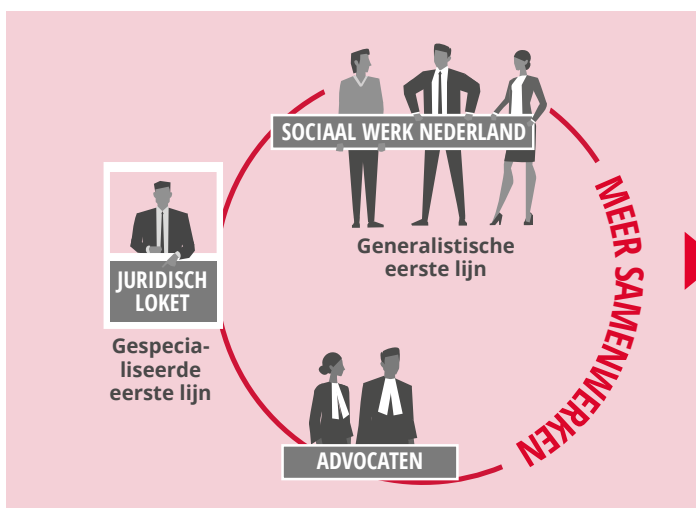 SOCIAAL WERK NEDERLAND
Generalistische
eerste lijn
JURIDISCH
LOKET
Gespecia-
liseerde
eerste lijn
MEER SAMENWERKEN
ADVOCATEN